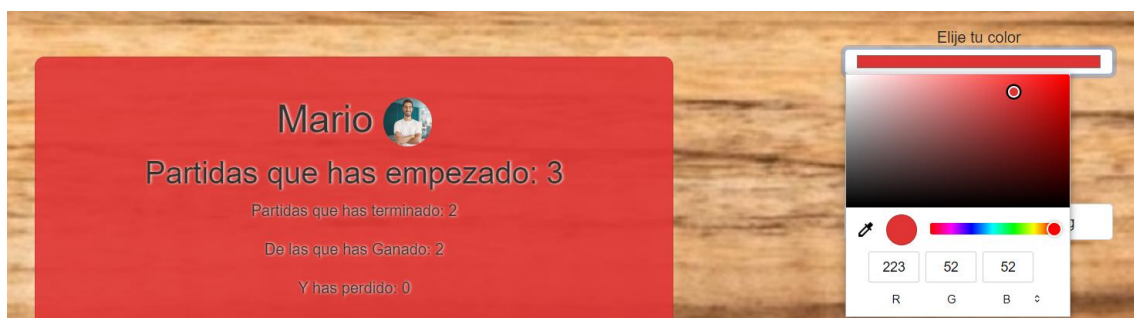 Elije tu color
Mario
Partidas que has empezado: 3
Partidas que has terminado: 2
De las que has Ganado: 2
Y has perdido: 0
g
223 52 52
R G B